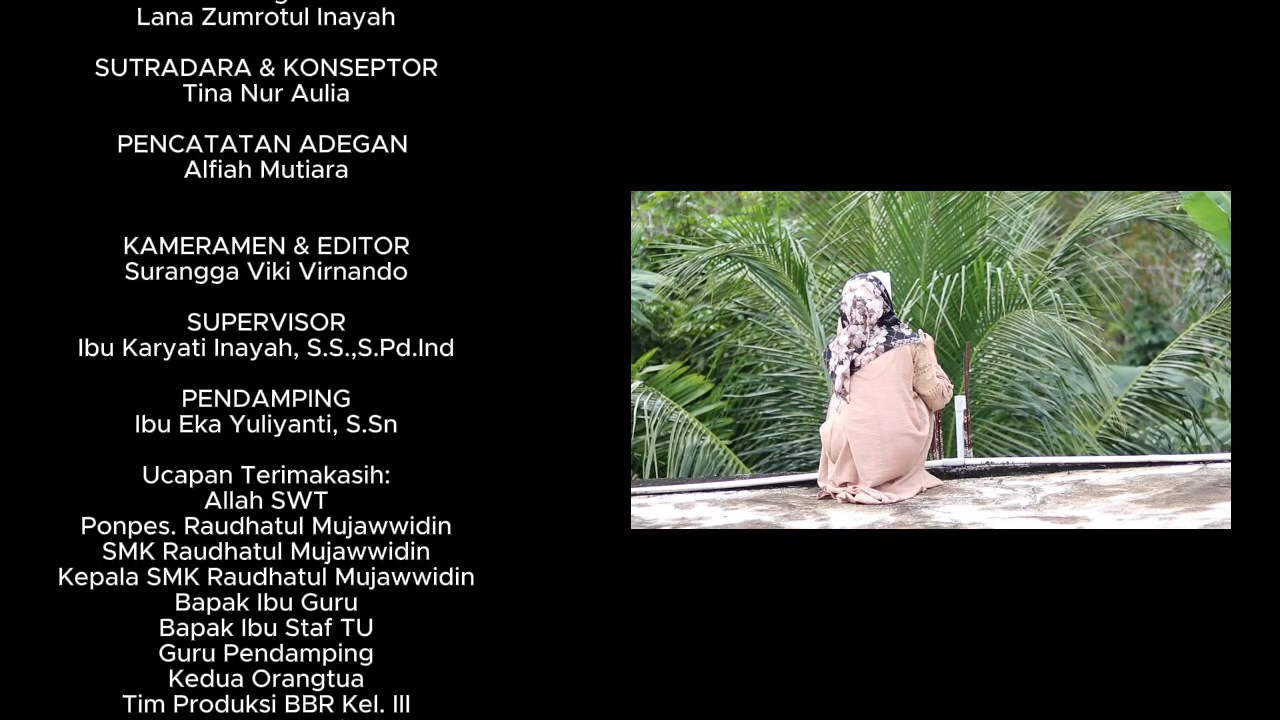 Lana Zumrotul Inayah
SUTRADARA & KONSEPTOR
Tina Nur Aulia
PENCATATAN ADEGAN
Alfiah Mutiara
KAMERAMEN & EDITOR
Surangga Viki Virnando
SUPERVISOR
Ibu Karyati Inayah, S.S.,S.Pd.Ind
PENDAMPING
Ibu Eka Yuliyanti, S.Sn
Ucapan Terimakasih:
Allah SWT
Ponpes. Raudhatul Mujawwidin
SMK Raudhatul Mujawwidin
Kepala SMK Raudhatul Mujawwidin
Bapak Ibu Guru
Bapak Ibu Staf TU
Guru Pendamping
Kedua Orangtua
Tim Produksi BBR Kel. III